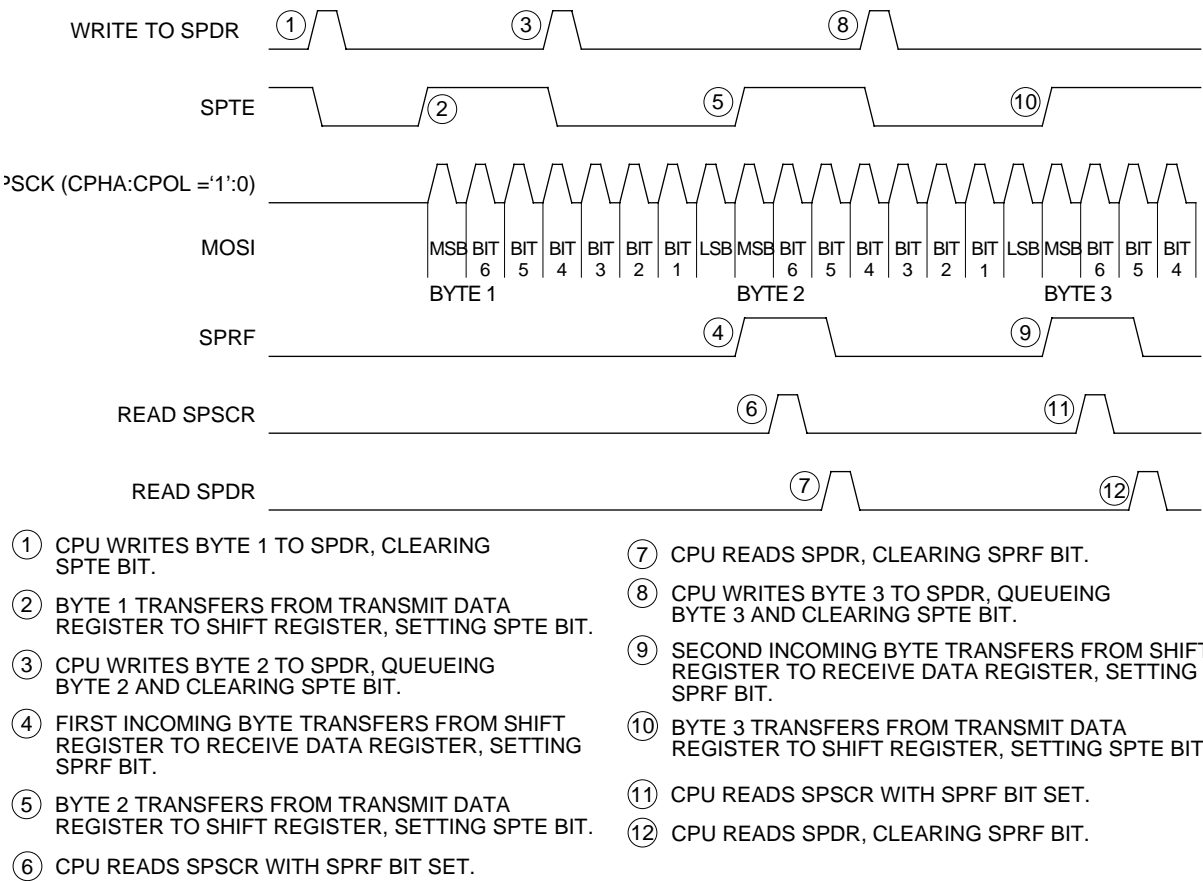 WRITE TO SPDR
1
3
8
SPTE
2
5
10
PSCK (CPHA:CPOL =‘1’:0)
MOSI
MSB BIT 6 BIT 5 BIT 4 BIT 3 BIT 2 BIT 1 LSB MSB BIT 6 BIT 5 BIT 4 BIT 3 BIT 2 BIT 1 LSB MSB BIT 6 BIT 5 BIT 4
BYTE 1 BYTE 2 BYTE 3
SPRF
4
9
READ SPSCR
6
11
READ SPDR
7
12
1 CPU WRITES BYTE 1 TO SPDR, CLEARING
SPTE BIT.
2 BYTE 1 TRANSFERS FROM TRANSMIT DATA
REGISTER TO SHIFT REGISTER, SETTING SPTE BIT.
3 CPU WRITES BYTE 2 TO SPDR, QUEUEING
BYTE 2 AND CLEARING SPTE BIT.
4 FIRST INCOMING BYTE TRANSFERS FROM SHIFT
REGISTER TO RECEIVE DATA REGISTER, SETTING
SPRF BIT.
5 BYTE 2 TRANSFERS FROM TRANSMIT DATA
REGISTER TO SHIFT REGISTER, SETTING SPTE BIT.
6 CPU READS SPSCR WITH SPRF BIT SET.
7 CPU READS SPDR, CLEARING SPRF BIT.
8 CPU WRITES BYTE 3 TO SPDR, QUEUEING
BYTE 3 AND CLEARING SPTE BIT.
9 SECOND INCOMING BYTE TRANSFERS FROM SHIFT
REGISTER TO RECEIVE DATA REGISTER, SETTING
SPRF BIT.
10 BYTE 3 TRANSFERS FROM TRANSMIT DATA
REGISTER TO SHIFT REGISTER, SETTING SPTE BIT
11 CPU READS SPSCR WITH SPRF BIT SET.
12 CPU READS SPDR, CLEARING SPRF BIT.